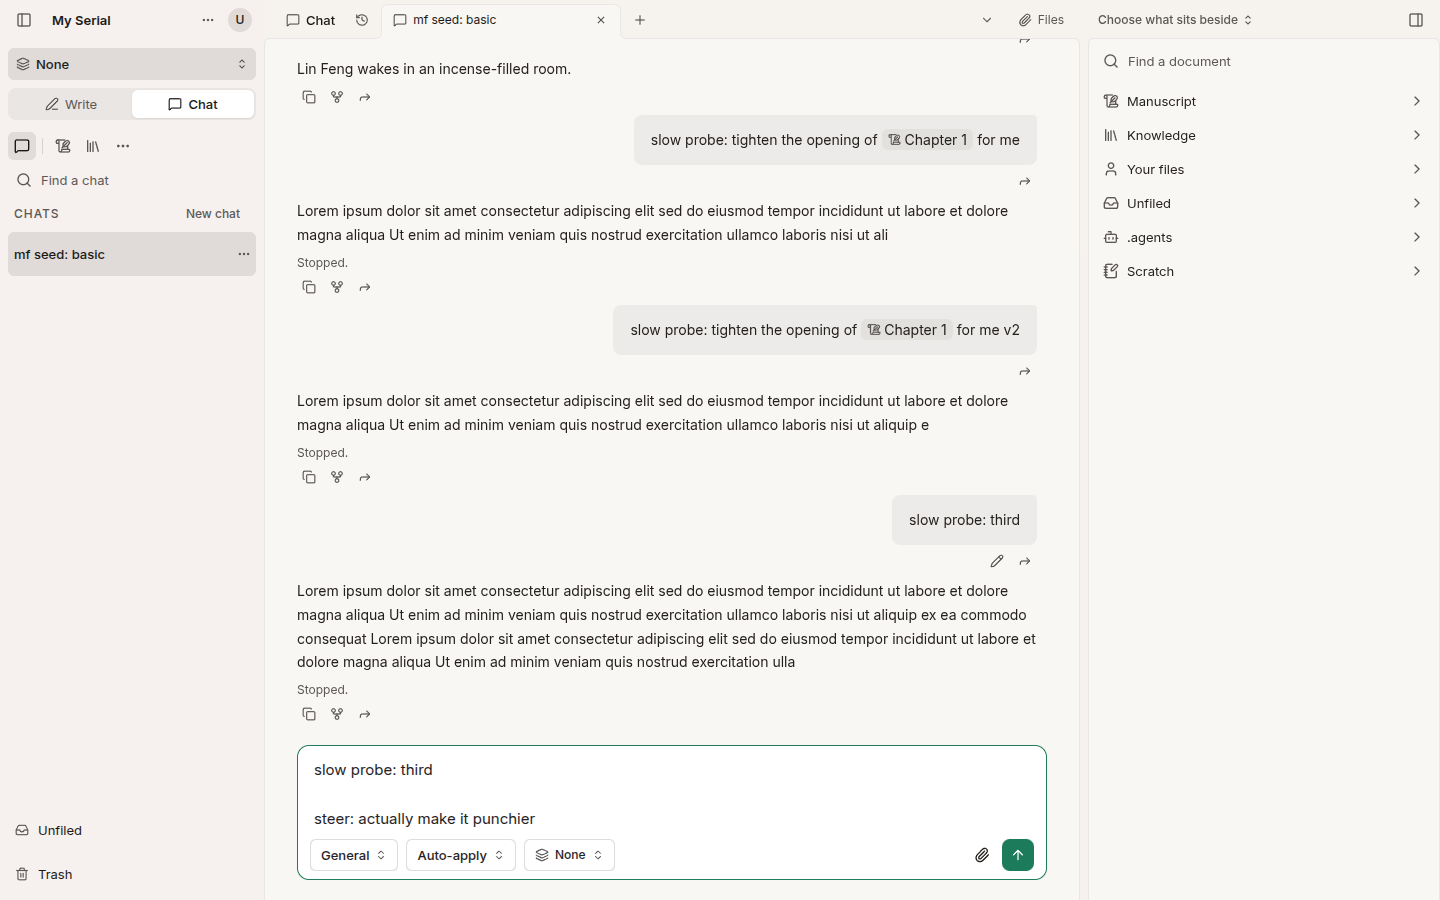 My Serial
U
None
Write
Chat
Find a chat
CHATS
New chat
mf seed: basic
Unfiled
Trash
Chat
mf seed: basic
Files
Lin Feng wakes in an incense-filled room.
slow probe: tighten the opening of Chapter 1 for me
Lorem ipsum dolor sit amet consectetur adipiscing elit sed do eiusmod tempor incididunt ut labore et dolore
magna aliqua Ut enim ad minim veniam quis nostrud exercitation ullamco laboris nisi ut ali
Stopped.
slow probe: tighten the opening of Chapter 1 for me v2
Lorem ipsum dolor sit amet consectetur adipiscing elit sed do eiusmod tempor incididunt ut labore et dolore
magna aliqua Ut enim ad minim veniam quis nostrud exercitation ullamco laboris nisi ut aliquip e
Stopped.
slow probe: third
Lorem ipsum dolor sit amet consectetur adipiscing elit sed do eiusmod tempor incididunt ut labore et dolore
magna aliqua Ut enim ad minim veniam quis nostrud exercitation ullamco laboris nisi ut aliquip ex ea commodo
consequat Lorem ipsum dolor sit amet consectetur adipiscing elit sed do eiusmod tempor incididunt ut labore et
dolore magna aliqua Ut enim ad minim veniam quis nostrud exercitation ulla
Stopped.
slow probe: third
steer: actually make it punchier
General
Auto-apply
None
Choose what sits beside
Find a document
Manuscript
Knowledge
Your files
Unfiled
.agents
Scratch